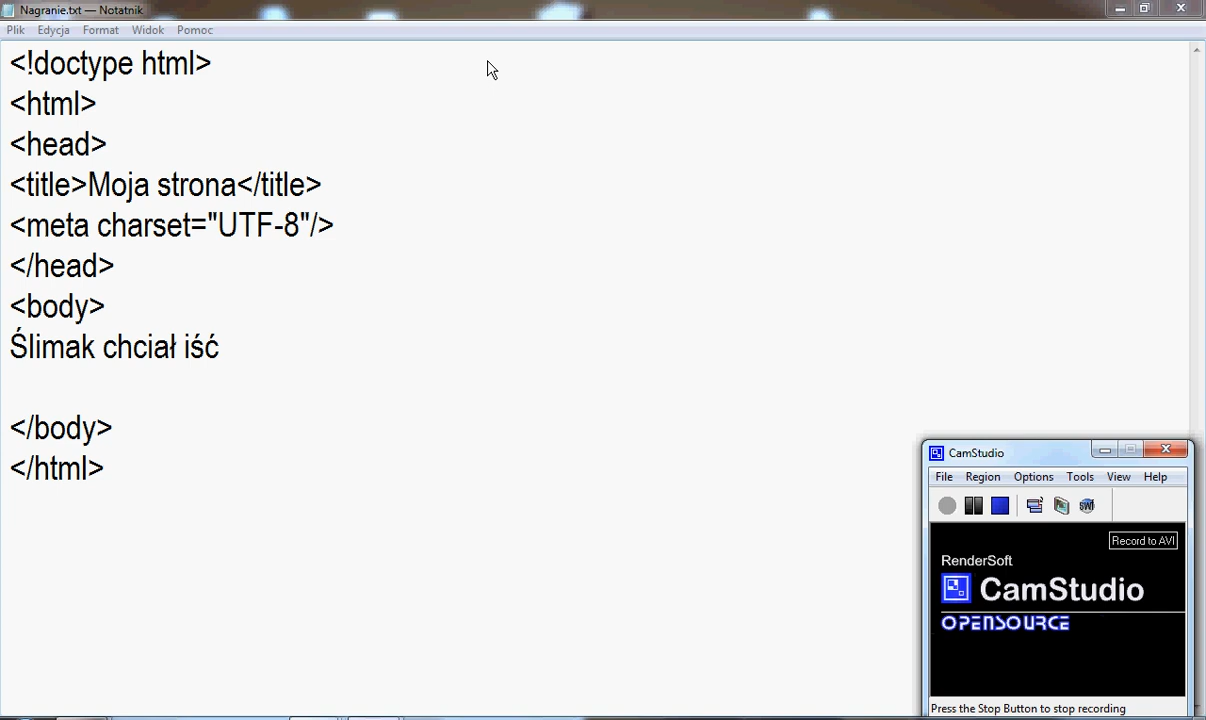 Nagranie.txt — Notatnik
Plik Edycja Format Widok Pomoc
<!doctype html>
<html>
<head>
<title>Moja strona</title>
<meta charset="UTF-8"/>
</head>
<body>
Ślimak chciał iść
</body>
</html>
CamStudio
File Region Options Tools View Help
SWF
Record to AVI
RenderSoft
CamStudio
OPENSOURCE
Press the Stop Button to stop recording